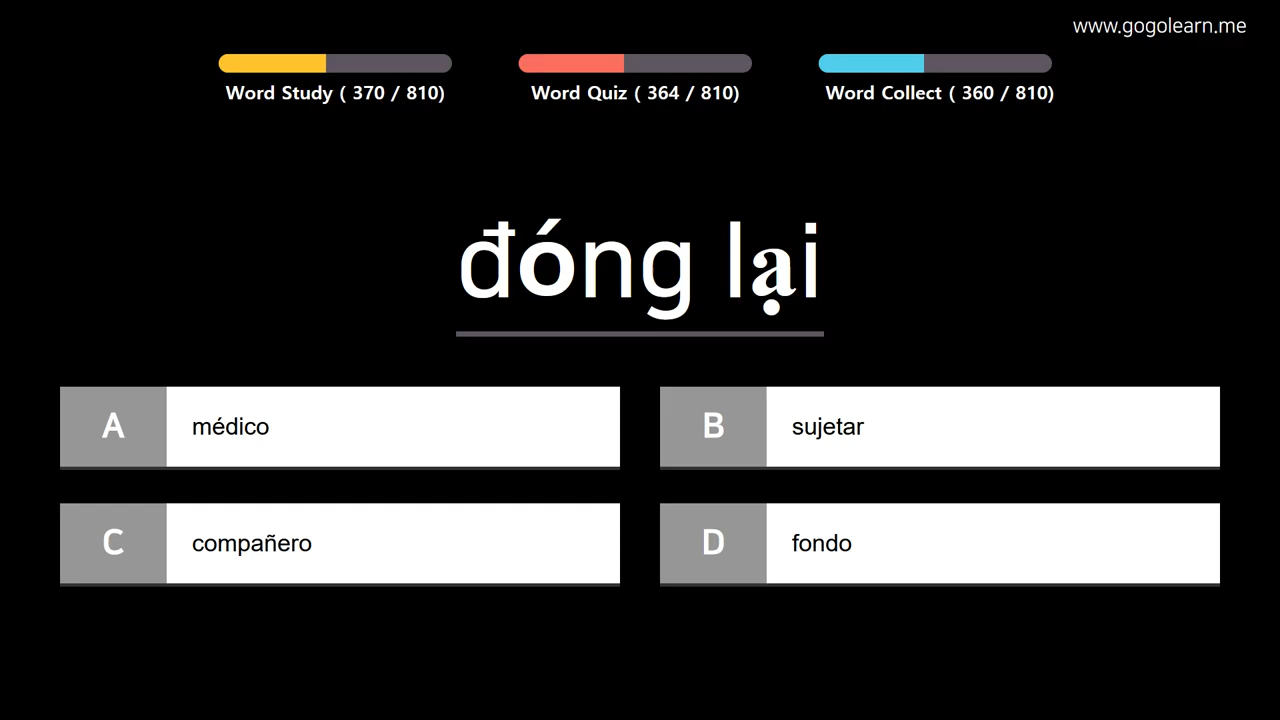 www.gogolearn.me
Word Study ( 370 / 810)
Word Quiz ( 364 / 810)
Word Collect ( 360 / 810)
đóng lại
A médico
B sujetar
C compañero
D fondo